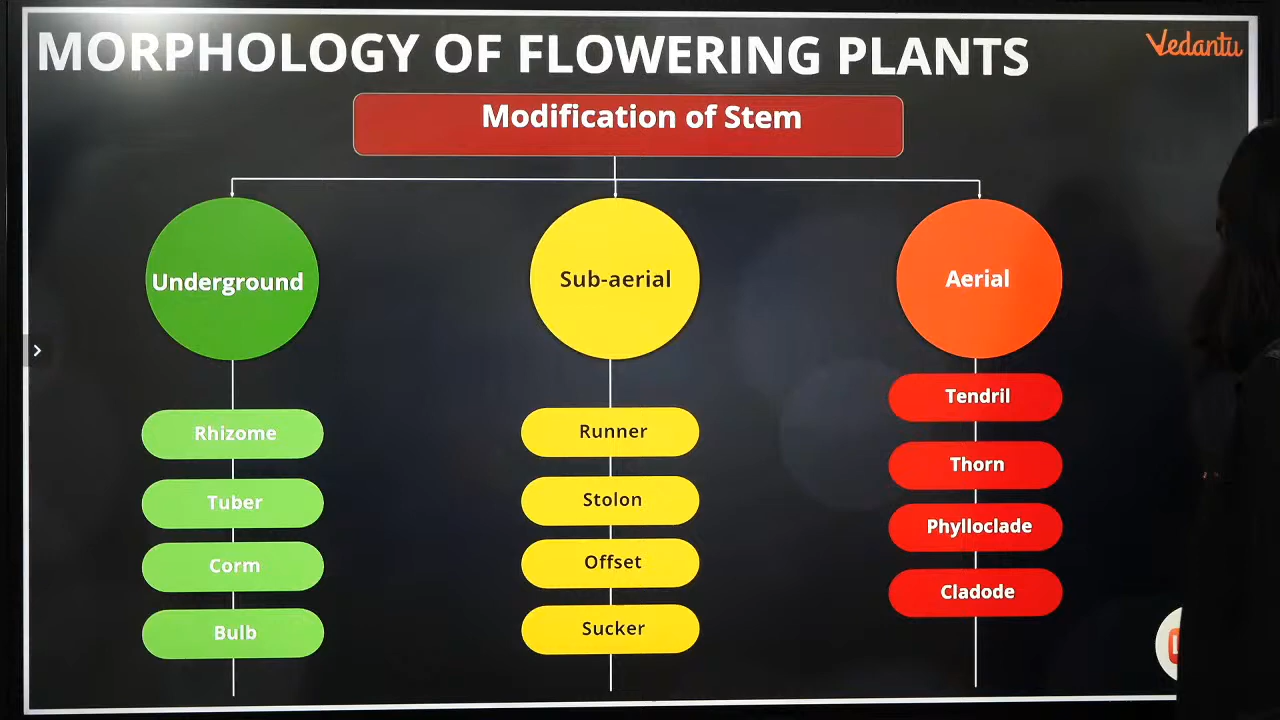 MORPHOLOGY OF FLOWERING PLANTS
Vedantu
Modification of Stem
Underground
Sub-aerial
Aerial
Rhizome
Tuber
Corm
Bulb
Runner
Stolon
Offset
Sucker
Tendril
Thorn
Phylloclade
Cladode